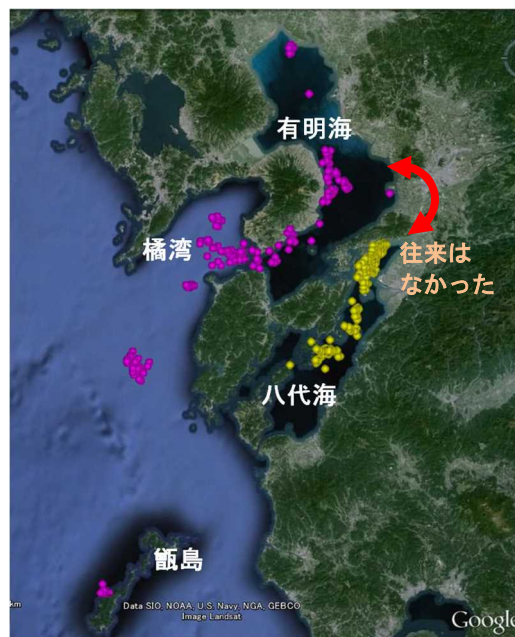 有明海
橘湾
往来は
なかった
八代海
甑島
km
Data SIO, NOAA, U.S. Navy, NGA, GEBCO
Image Landsat
Google